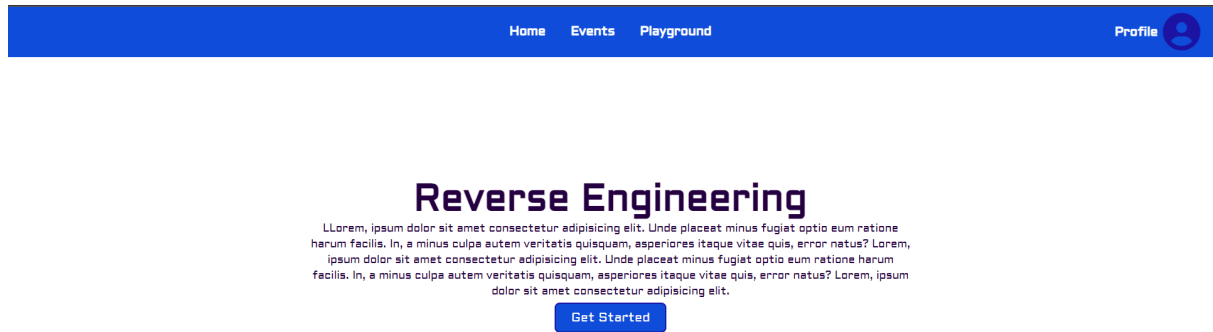 Home Events Playground Profile
Reverse Engineering
LLorem, ipsum dolor sit amet consectetur adipisicing elit. Unde placeat minus fugiat optio eum ratione
harum facilis. In, a minus culpa autem veritatis quisquam, asperiores itaque vitae quis, error natus? Lorem,
ipsum dolor sit amet consectetur adipisicing elit. Unde placeat minus fugiat optio eum ratione harum
facilis. In, a minus culpa autem veritatis quisquam, asperiores itaque vitae quis, error natus? Lorem, ipsum
dolor sit amet consectetur adipisicing elit.
Get Started